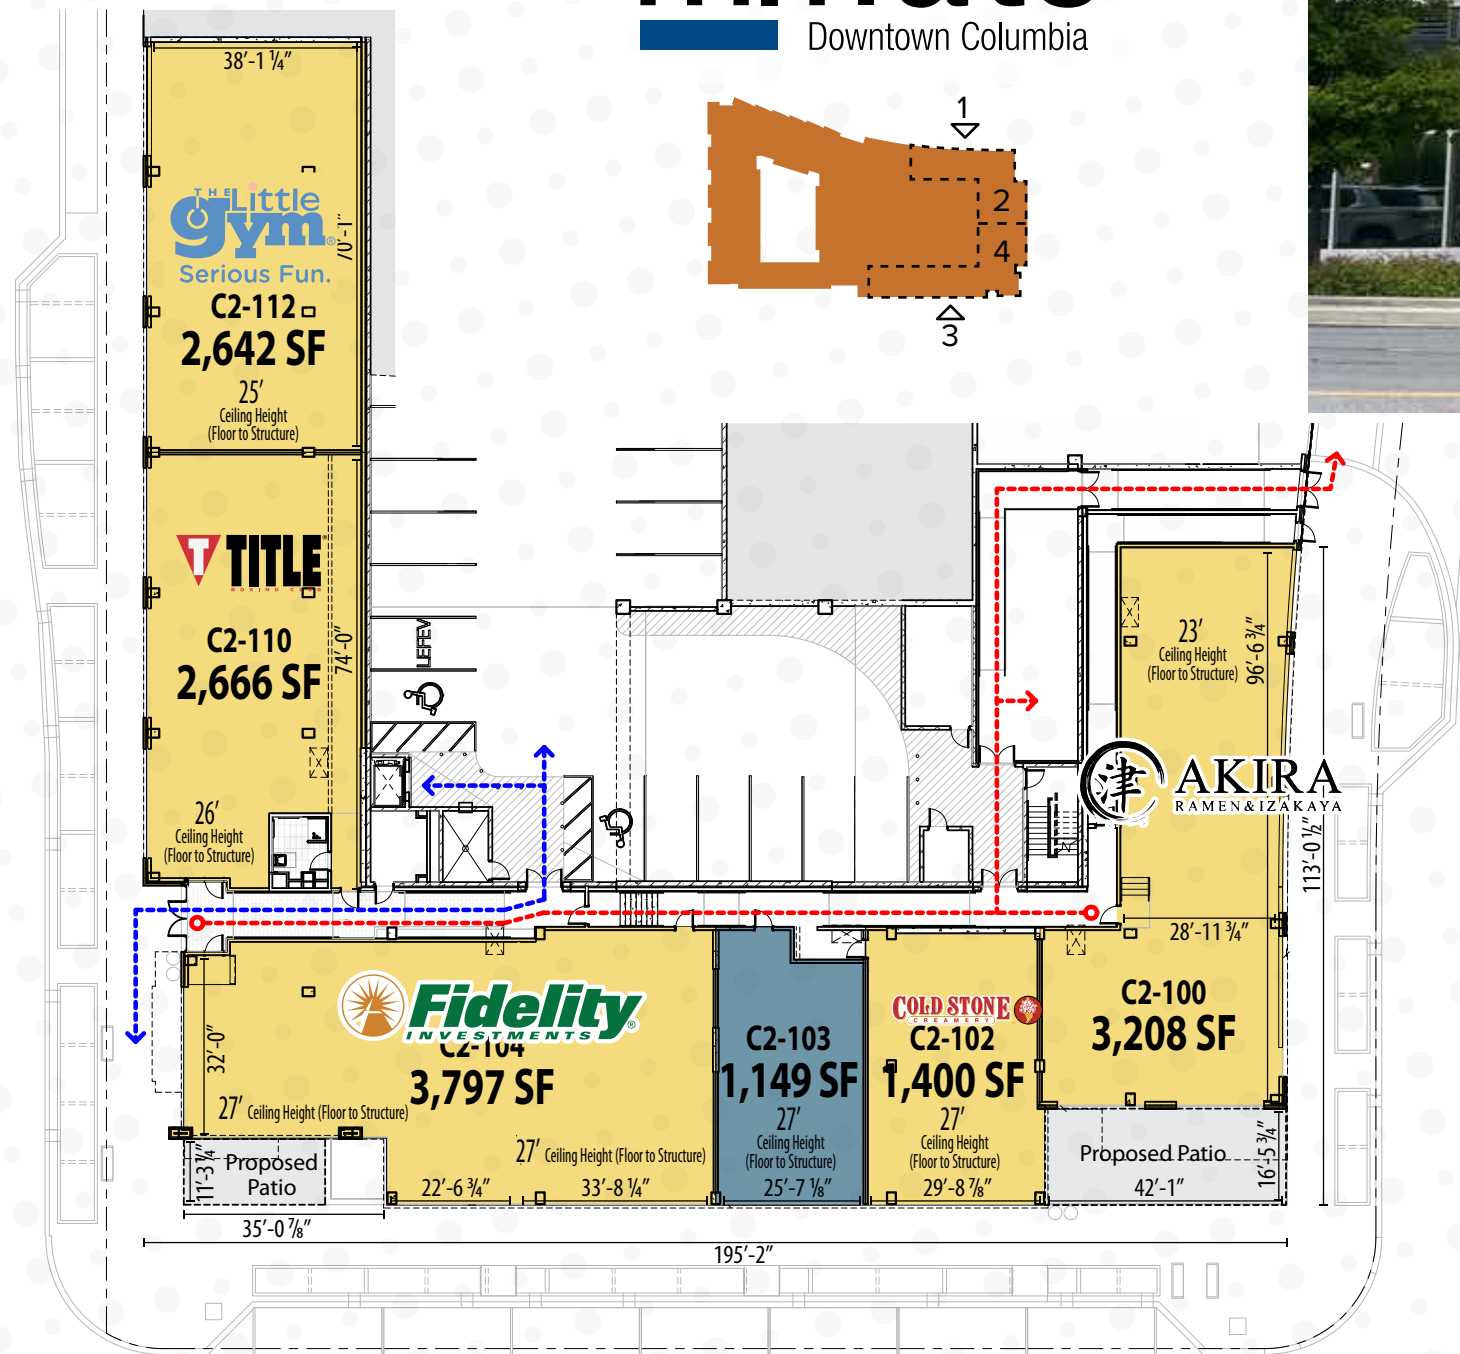 Downtown Columbia
1
2
4
3
38'-1 ¼"
THE Little
gym®
Serious Fun.
70'-1"
C2-112
2,642 SF
25'
Ceiling Height
(Floor to Structure)
T TITLE
BOXING CLUB
C2-110
2,666 SF
74'-0"
26'
Ceiling Height
(Floor to Structure)
LEFEV
23'
Ceiling Height
(Floor to Structure)
96'-6 ¾"
津 AKIRA
RAMEN & IZAKAYA
113'-0 ½"
28'-11 ¾"
C2-100
3,208 SF
Fidelity®
INVESTMENTS
C2-104
3,797 SF
32'-0"
27' Ceiling Height (Floor to Structure)
27' Ceiling Height (Floor to Structure)
C2-103
1,149 SF
27'
Ceiling Height
(Floor to Structure)
25'-7 ⅛"
COLD STONE
CREAMERY
C2-102
1,400 SF
27'
Ceiling Height
(Floor to Structure)
29'-8 ⅞"
Proposed
Patio
11'-3 ¼"
22'-6 ¾"
33'-8 ¼"
Proposed Patio
16'-5 ¾"
42'-1"
35'-0 ⅞"
195'-2"